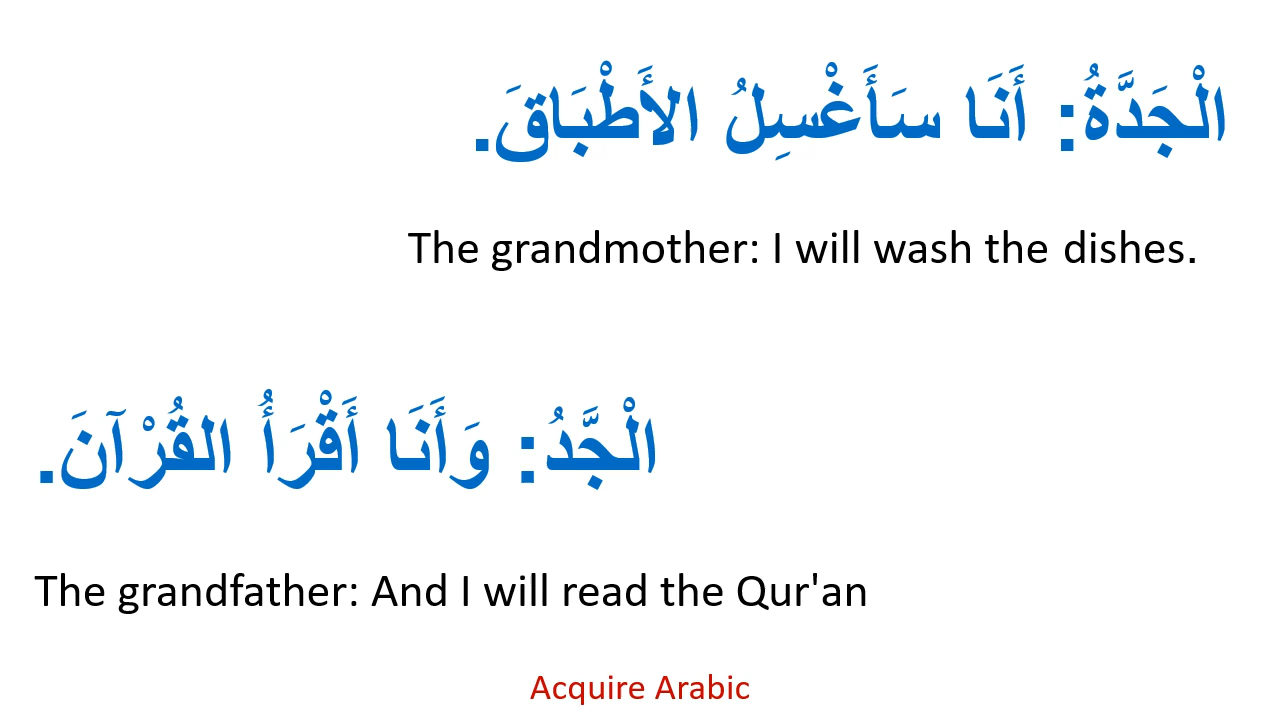 الْجَدَّةُ: أَنَا سَأَغْسِلُ الأَطْبَاقَ.
The grandmother: I will wash the dishes.
الْجَّدُ: وَأَنَا أَقْرَأُ القُرْآنَ.
The grandfather: And I will read the Qur'an
Acquire Arabic